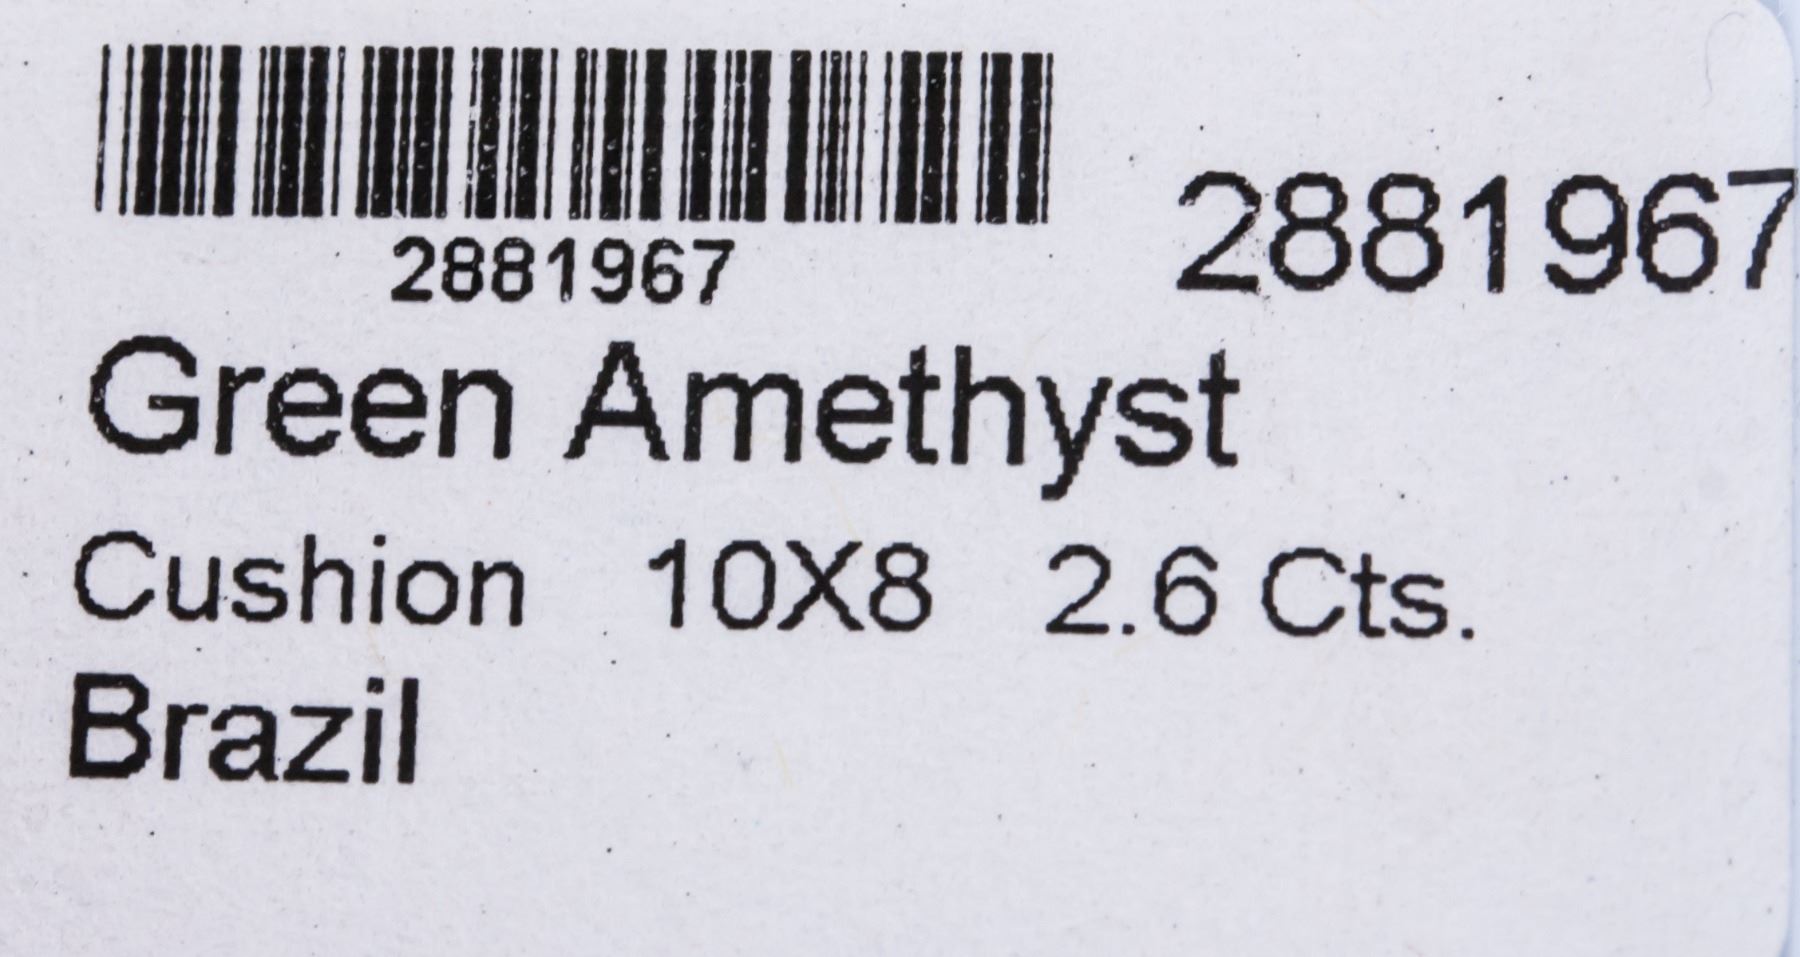 2881967
2881967
Green Amethyst
Cushion 10X8 2.6 Cts.
Brazil